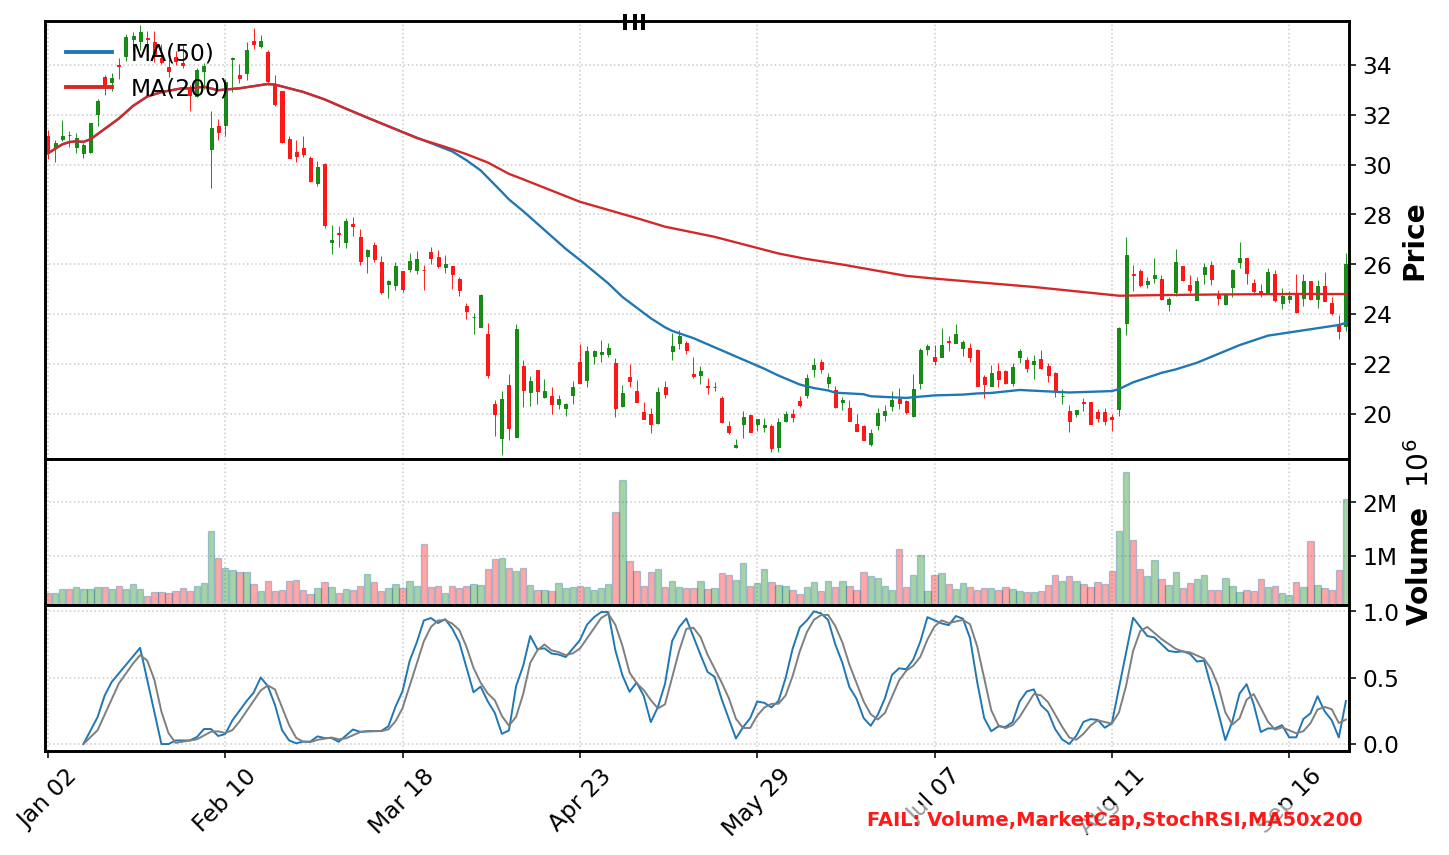 III
MA(50)
MA(200)
34
32
30
28
26
24
22
20
Price
2M
1M
Volume 10^6
1.0
0.5
0.0
Jan 02
Feb 10
Mar 18
Apr 23
May 29
Jul 07
Aug 11
Sep 16
FAIL: Volume,MarketCap,StochRSI,MA50x200